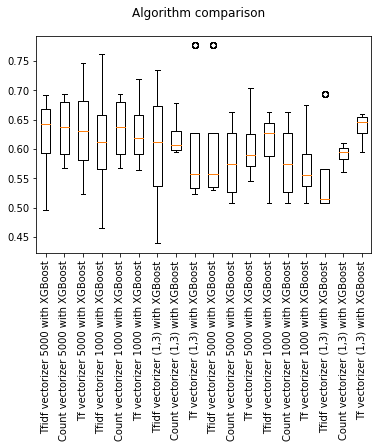 Algorithm comparison
0.75
0.70
0.65
0.60
0.55
0.50
0.45
Tfidf vectorizer 5000 with XGBoost
Count vectorizer 5000 with XGBoost
Tf vectorizer 5000 with XGBoost
Tfidf vectorizer 1000 with XGBoost
Count vectorizer 1000 with XGBoost
Tf vectorizer 1000 with XGBoost
Tfidf vectorizer (1,3) with XGBoost
Count vectorizer (1,3) with XGBoost
Tf vectorizer (1,3) with XGBoost
Tfidf vectorizer 5000 with XGBoost
Count vectorizer 5000 with XGBoost
Tf vectorizer 5000 with XGBoost
Tfidf vectorizer 1000 with XGBoost
Count vectorizer 1000 with XGBoost
Tf vectorizer 1000 with XGBoost
Tfidf vectorizer (1,3) with XGBoost
Count vectorizer (1,3) with XGBoost
Tf vectorizer (1,3) with XGBoost